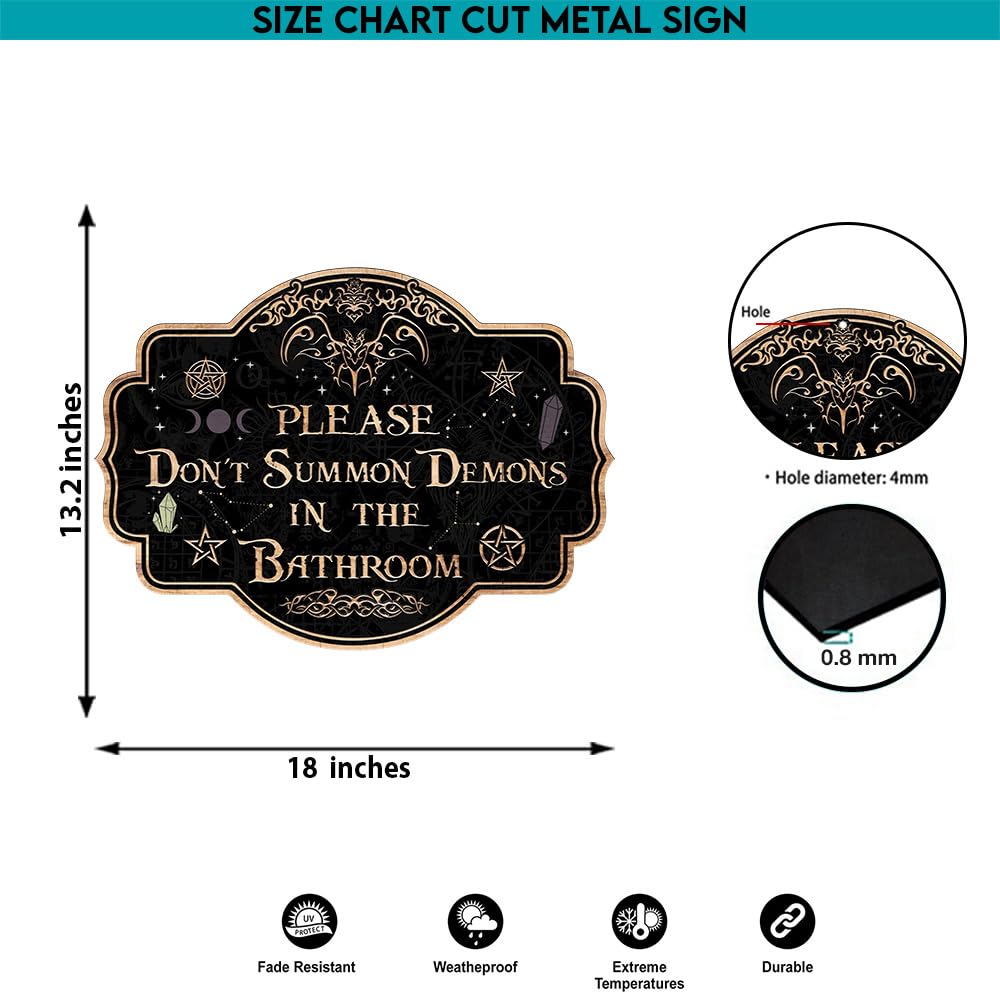 SIZE CHART CUT METAL SIGN
13.2 inches
PLEASE
DON'T SUMMON DEMONS
IN THE
BATHROOM
18 inches
Hole
PLEASE
· Hole diameter: 4mm
0.8 mm
UV
PROTECT
Fade Resistant
Weatheproof
Extreme
Temperatures
Durable